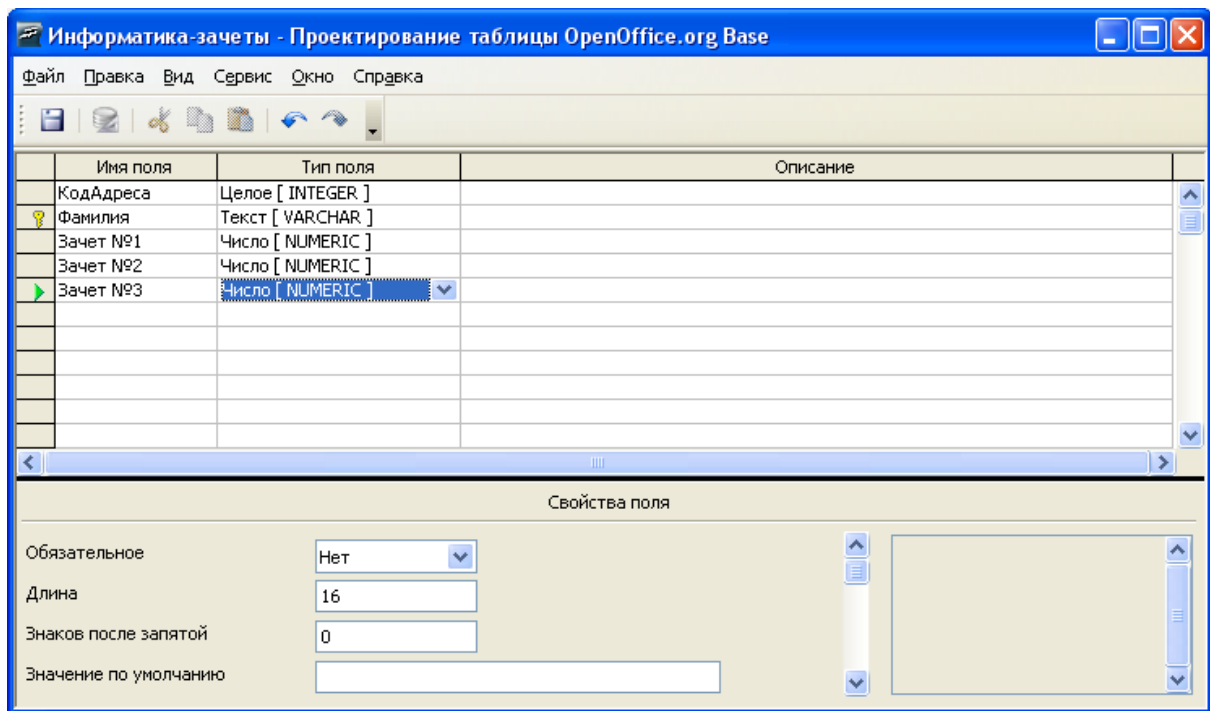 Информатика-зачеты - Проектирование таблицы OpenOffice.org Base
Файл Правка Вид Сервис Окно Справка
Имя поля Тип поля Описание
КодАдреса Целое [ INTEGER ]
Фамилия Текст [ VARCHAR ]
Зачет №1 Число [ NUMERIC ]
Зачет №2 Число [ NUMERIC ]
Зачет №3 Число [ NUMERIC ]
Свойства поля
Обязательное Нет
Длина 16
Знаков после запятой 0
Значение по умолчанию